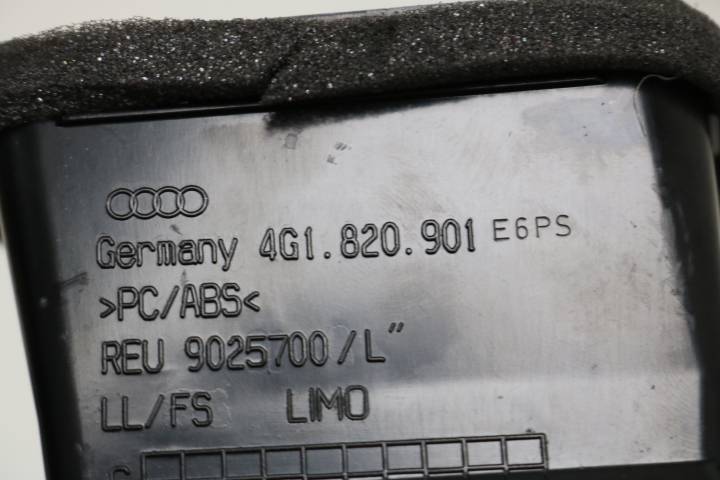 Germany 4G1.820.901 E6PS
>PC/ABS<
REU 9025700/L"
LL/FS LIMO